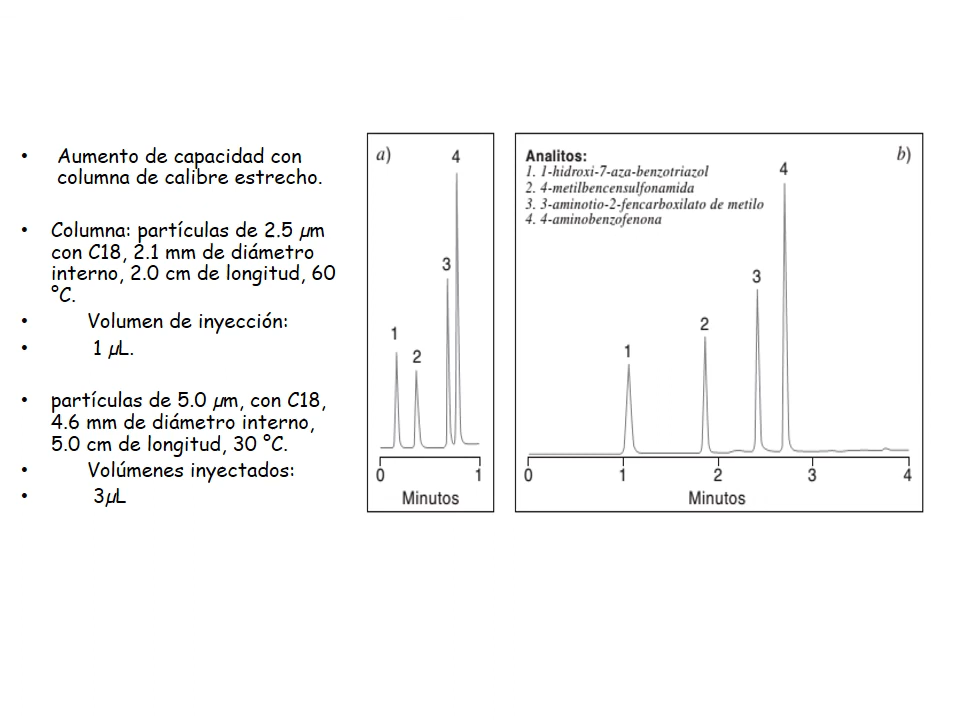 • Aumento de capacidad con
columna de calibre estrecho.
• Columna: partículas de 2.5 µm
con C18, 2.1 mm de diámetro
interno, 2.0 cm de longitud, 60
°C.
• Volumen de inyección:
• 1 µL.
• partículas de 5.0 µm, con C18,
4.6 mm de diámetro interno,
5.0 cm de longitud, 30 °C.
• Volúmenes inyectados:
• 3µL
a)
4
3
1
2
0 1
Minutos
b)
Analitos:
1. 1-hidroxi-7-aza-benzotriazol
2. 4-metilbencensulfonamida
3. 3-aminotio-2-fencarboxilato de metilo
4. 4-aminobenzofenona
4
3
2
1
0 1 2 3 4
Minutos